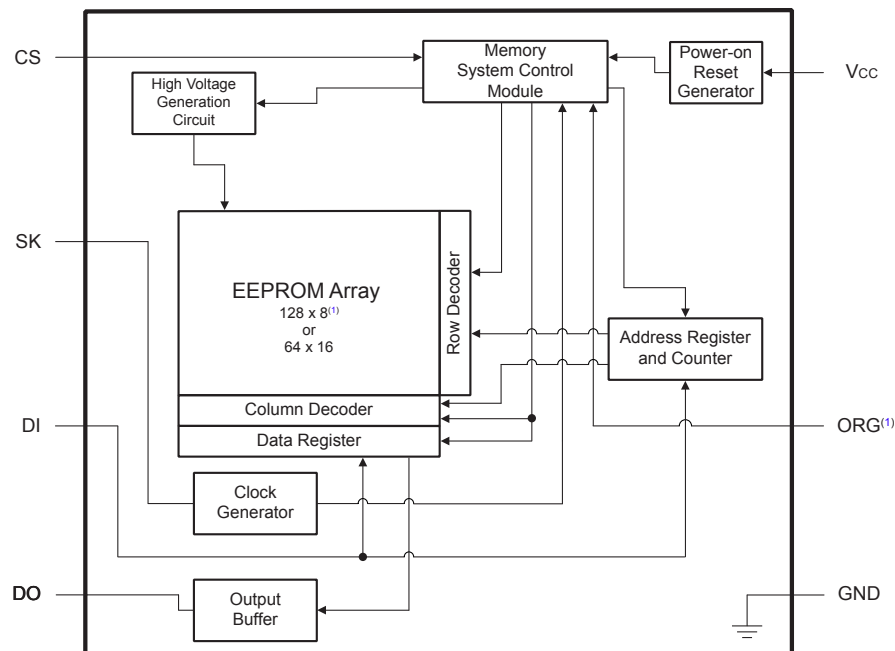 CS
Memory
System Control
Module
Power-on
Reset
Generator
VCC
High Voltage
Generation
Circuit
SK
EEPROM Array
128 x 8(1)
or
64 x 16
Row Decoder
Address Register
and Counter
Column Decoder
DI
Data Register
ORG(1)
Clock
Generator
DO
Output
Buffer
GND